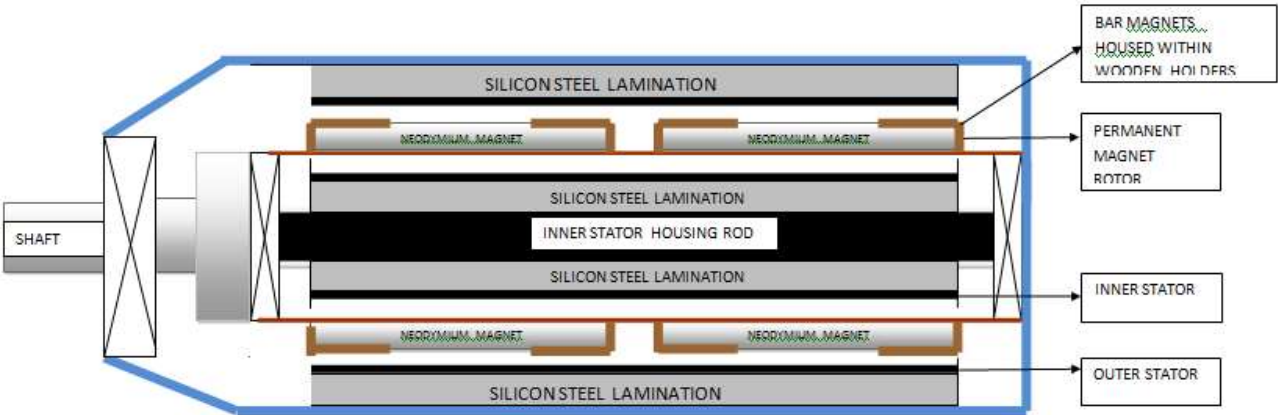 BAR MAGNETS
HOUSED WITHIN
WOODEN HOLDERS
SILICON STEEL LAMINATION
NEODYMIUM MAGNET
NEODYMIUM MAGNET
PERMANENT
MAGNET
ROTOR
SILICON STEEL LAMINATION
SHAFT
INNER STATOR HOUSING ROD
SILICON STEEL LAMINATION
INNER STATOR
NEODYMIUM MAGNET
NEODYMIUM MAGNET
OUTER STATOR
SILICON STEEL LAMINATION